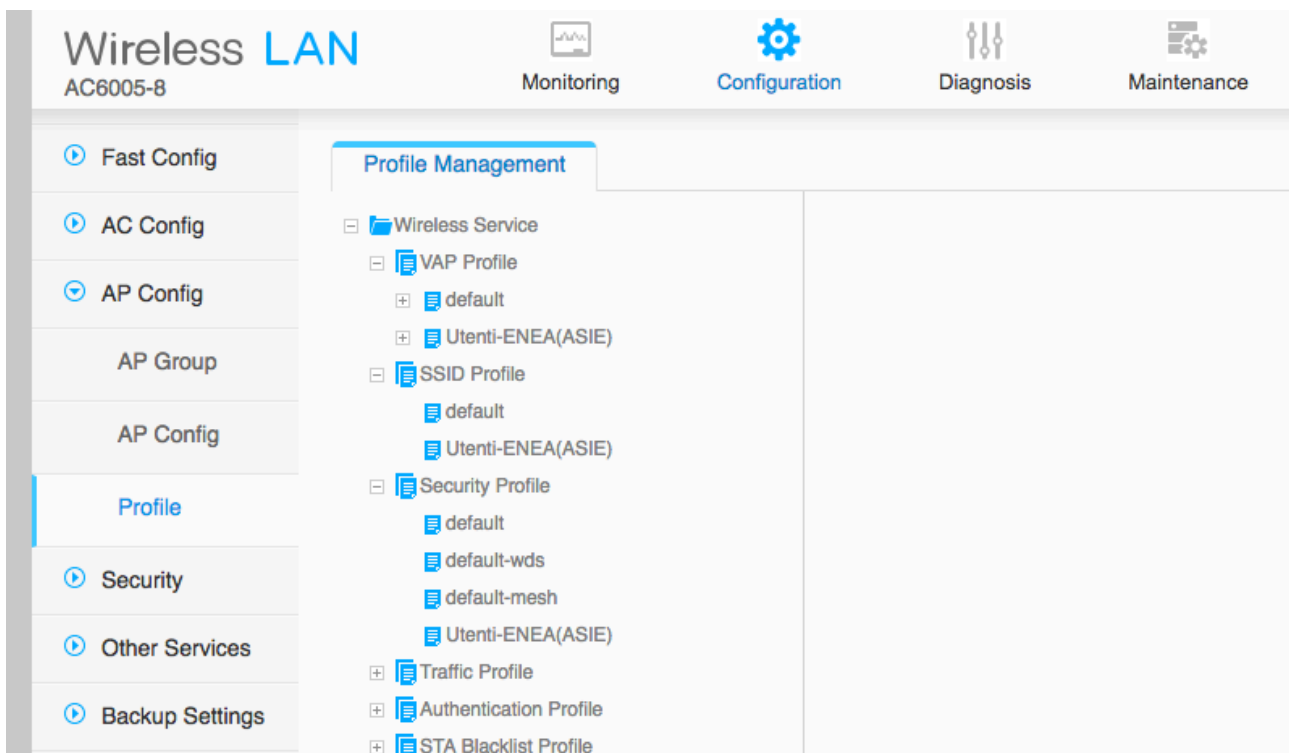 Wireless LAN
AC6005-8
Monitoring
Configuration
Diagnosis
Maintenance
Fast Config
AC Config
AP Config
AP Group
AP Config
Profile
Security
Other Services
Backup Settings
Profile Management
Wireless Service
VAP Profile
default
Utenti-ENEA(ASIE)
SSID Profile
default
Utenti-ENEA(ASIE)
Security Profile
default
default-wds
default-mesh
Utenti-ENEA(ASIE)
Traffic Profile
Authentication Profile
STA Blacklist Profile